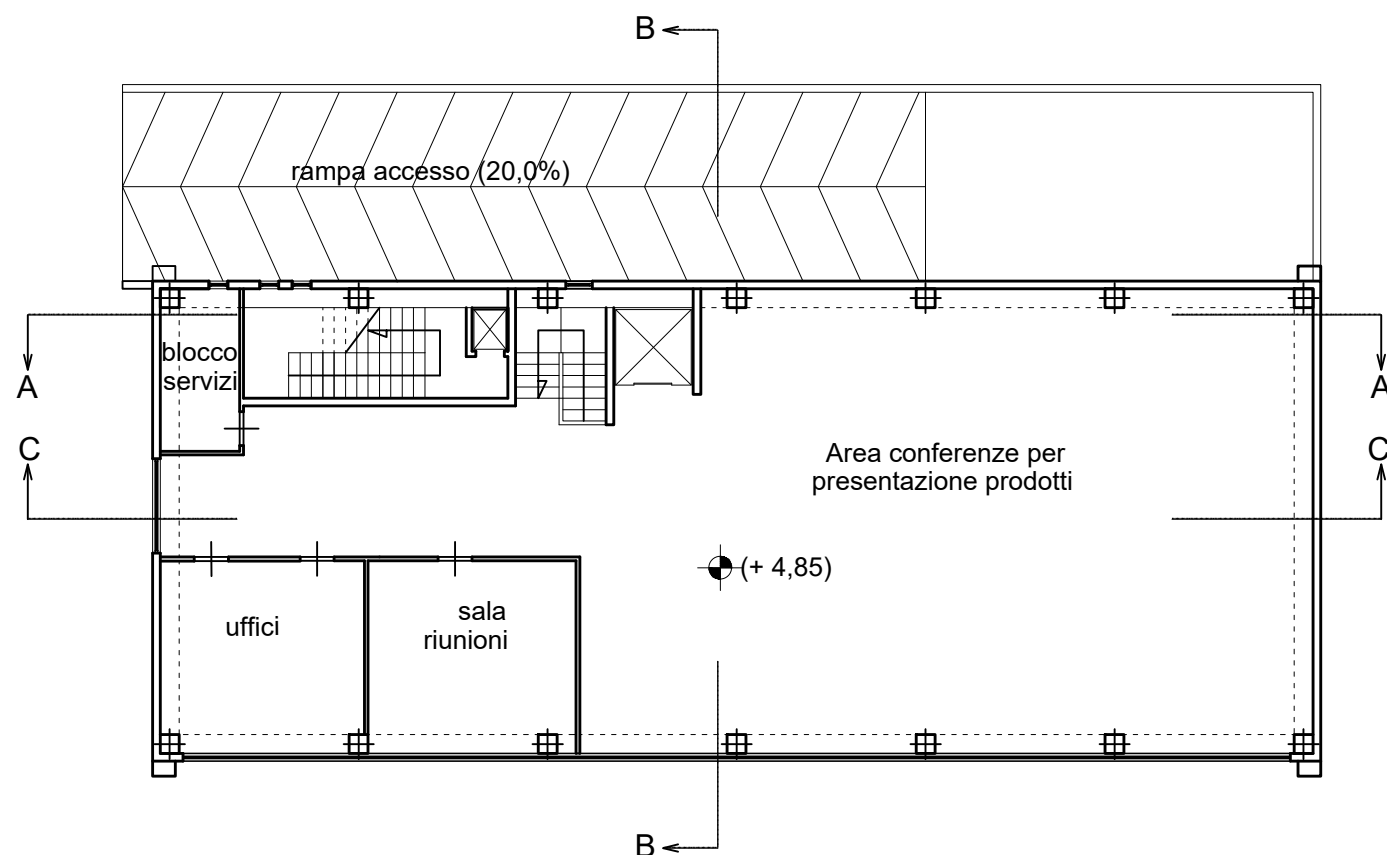 B
rampa accesso (20,0%)
blocco
servizi
A
A
C
C
Area conferenze per
presentazione prodotti
(+ 4,85)
uffici
sala
riunioni
B